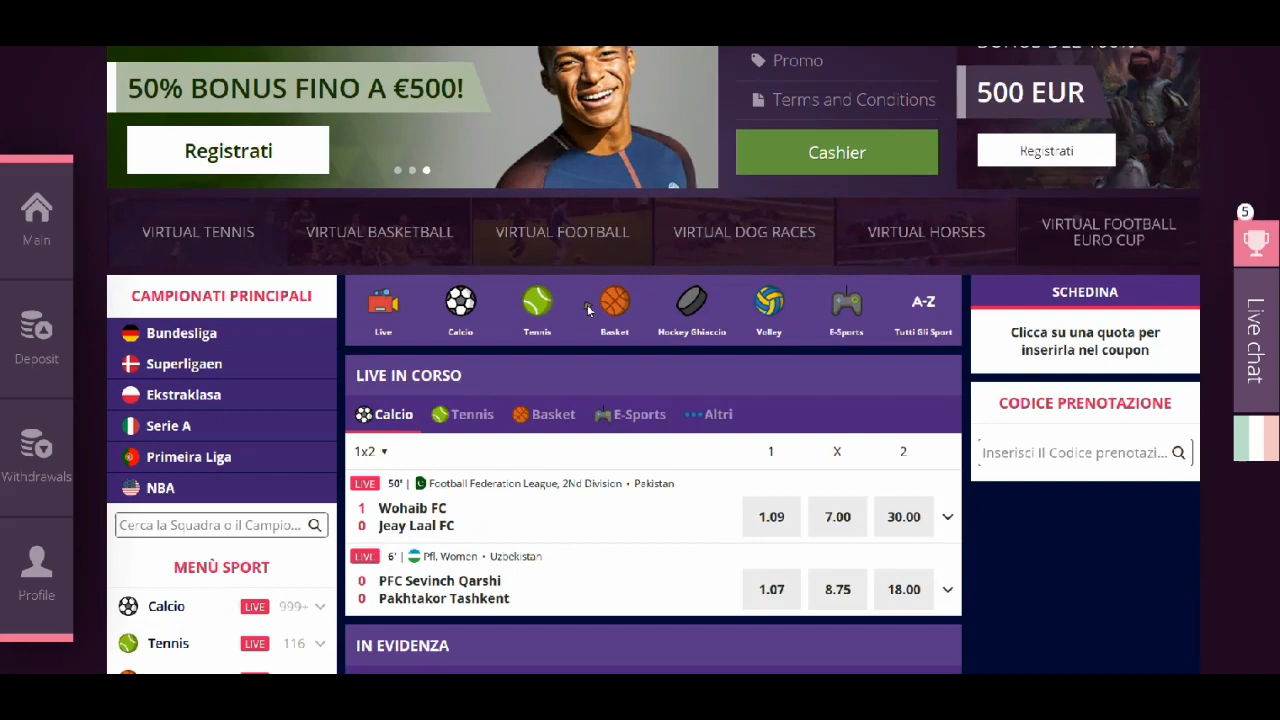 50% BONUS FINO A €500!
Registrati
Promo
Terms and Conditions
Cashier
500 EUR
Registrati
VIRTUAL TENNIS
VIRTUAL BASKETBALL
VIRTUAL FOOTBALL
VIRTUAL DOG RACES
VIRTUAL HORSES
VIRTUAL FOOTBALL
EURO CUP
Main
Deposit
Withdrawals
Profile
5
Live chat
CAMPIONATI PRINCIPALI
Bundesliga
Superligaen
Ekstraklasa
Serie A
Primeira Liga
NBA
Cerca la Squadra o il Campio...
MENÙ SPORT
Calcio LIVE 999+
Tennis LIVE 116
Live
Calcio
Tennis
Basket
Hockey Ghiaccio
Volley
E-Sports
A-Z
Tutti Gli Sport
LIVE IN CORSO
Calcio Tennis Basket E-Sports Altri
1x2 1 X 2
LIVE 50' | Football Federation League, 2Nd Division • Pakistan
1 Wohaib FC
0 Jeay Laal FC
1.09 7.00 30.00
LIVE 6' | Pfl, Women • Uzbekistan
0 PFC Sevinch Qarshi
0 Pakhtakor Tashkent
1.07 8.75 18.00
IN EVIDENZA
SCHEDINA
Clicca su una quota per
inserirla nel coupon
CODICE PRENOTAZIONE
Inserisci Il Codice prenotazi...